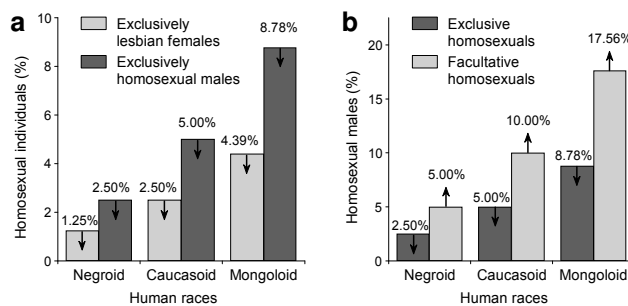 a
Homosexual individuals (%)
10
8
6
4
2
0
Exclusively
lesbian females
Exclusively
homosexual males
1.25%
2.50%
2.50%
5.00%
4.39%
8.78%
Negroid
Caucasoid
Mongoloid
Human races
b
Homosexual males (%)
20
15
10
5
0
Exclusive
homosexuals
Facultative
homosexuals
2.50%
5.00%
5.00%
10.00%
8.78%
17.56%
Negroid
Caucasoid
Mongoloid
Human races